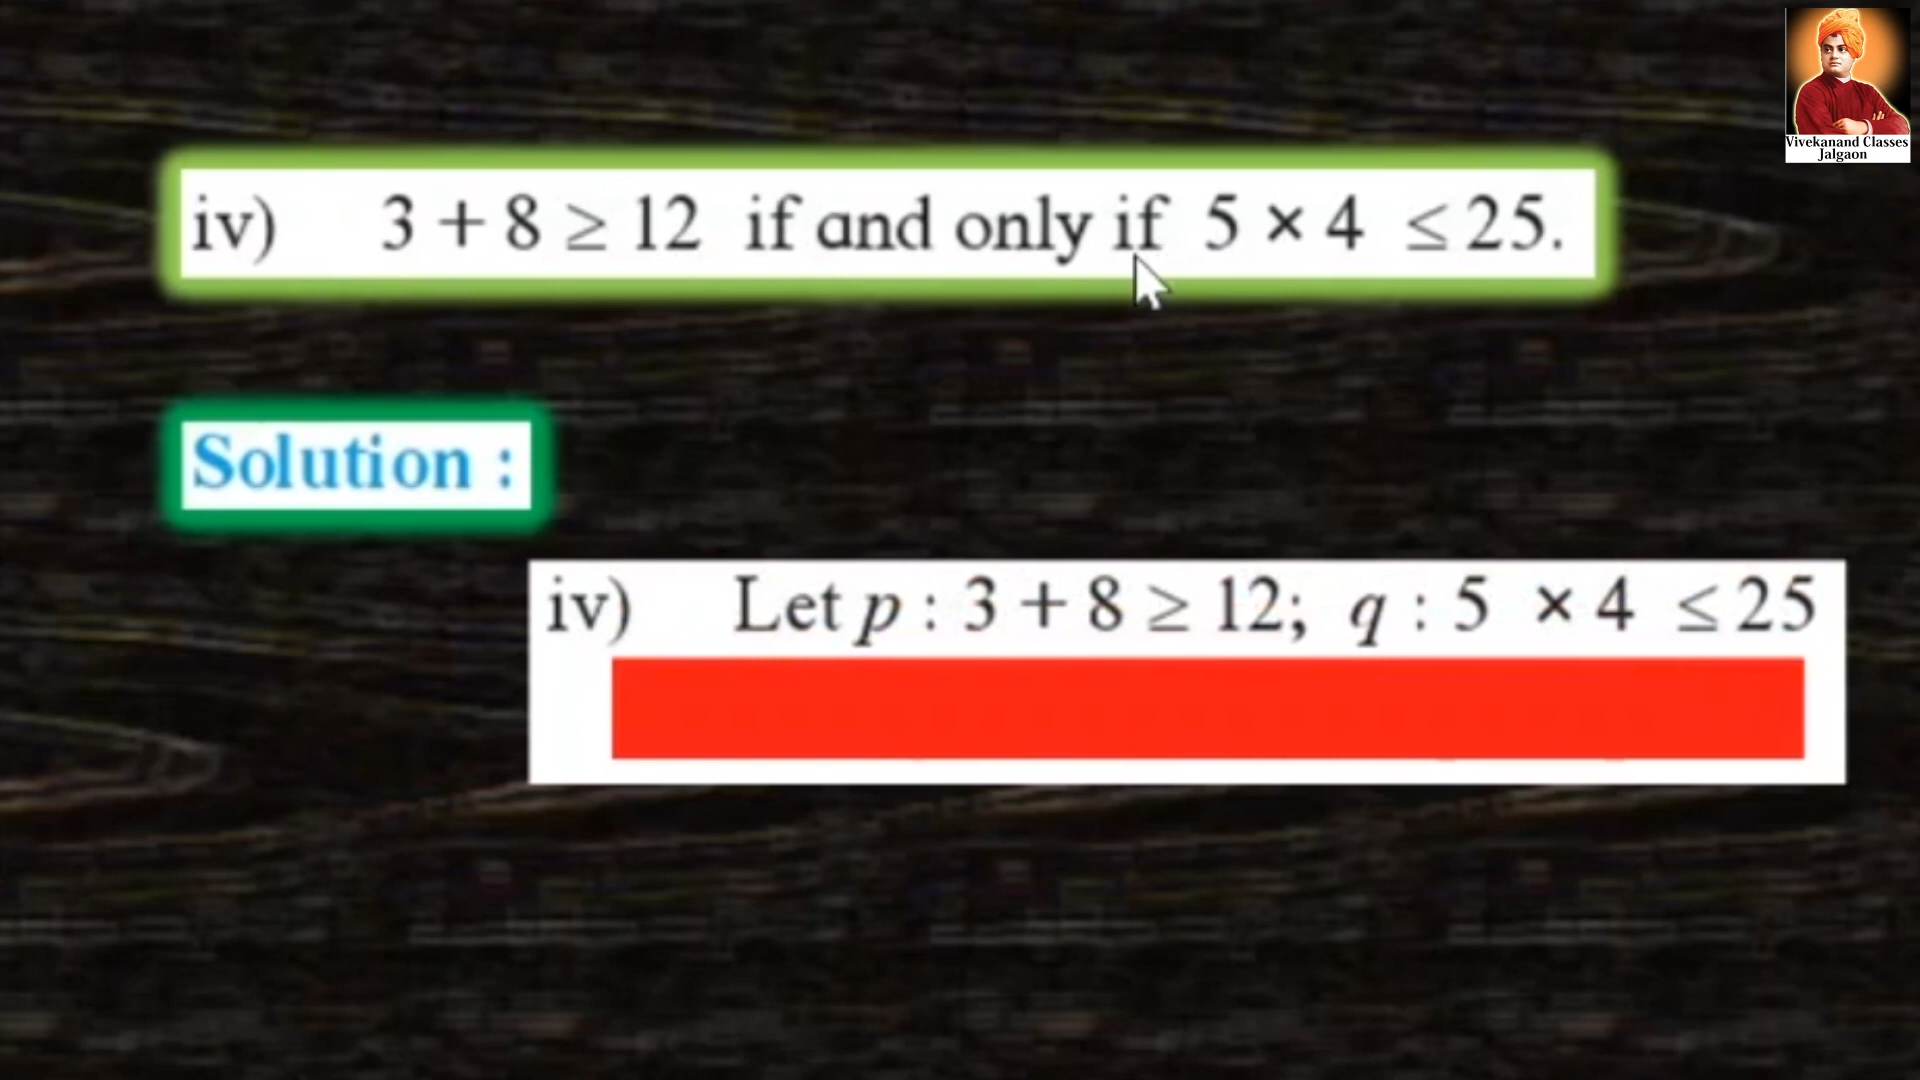 Vivekanand Classes
Jalgaon
iv) 3 + 8 ≥ 12 if and only if 5 × 4 ≤ 25.
Solution :
iv) Let p : 3 + 8 ≥ 12; q : 5 × 4 ≤ 25